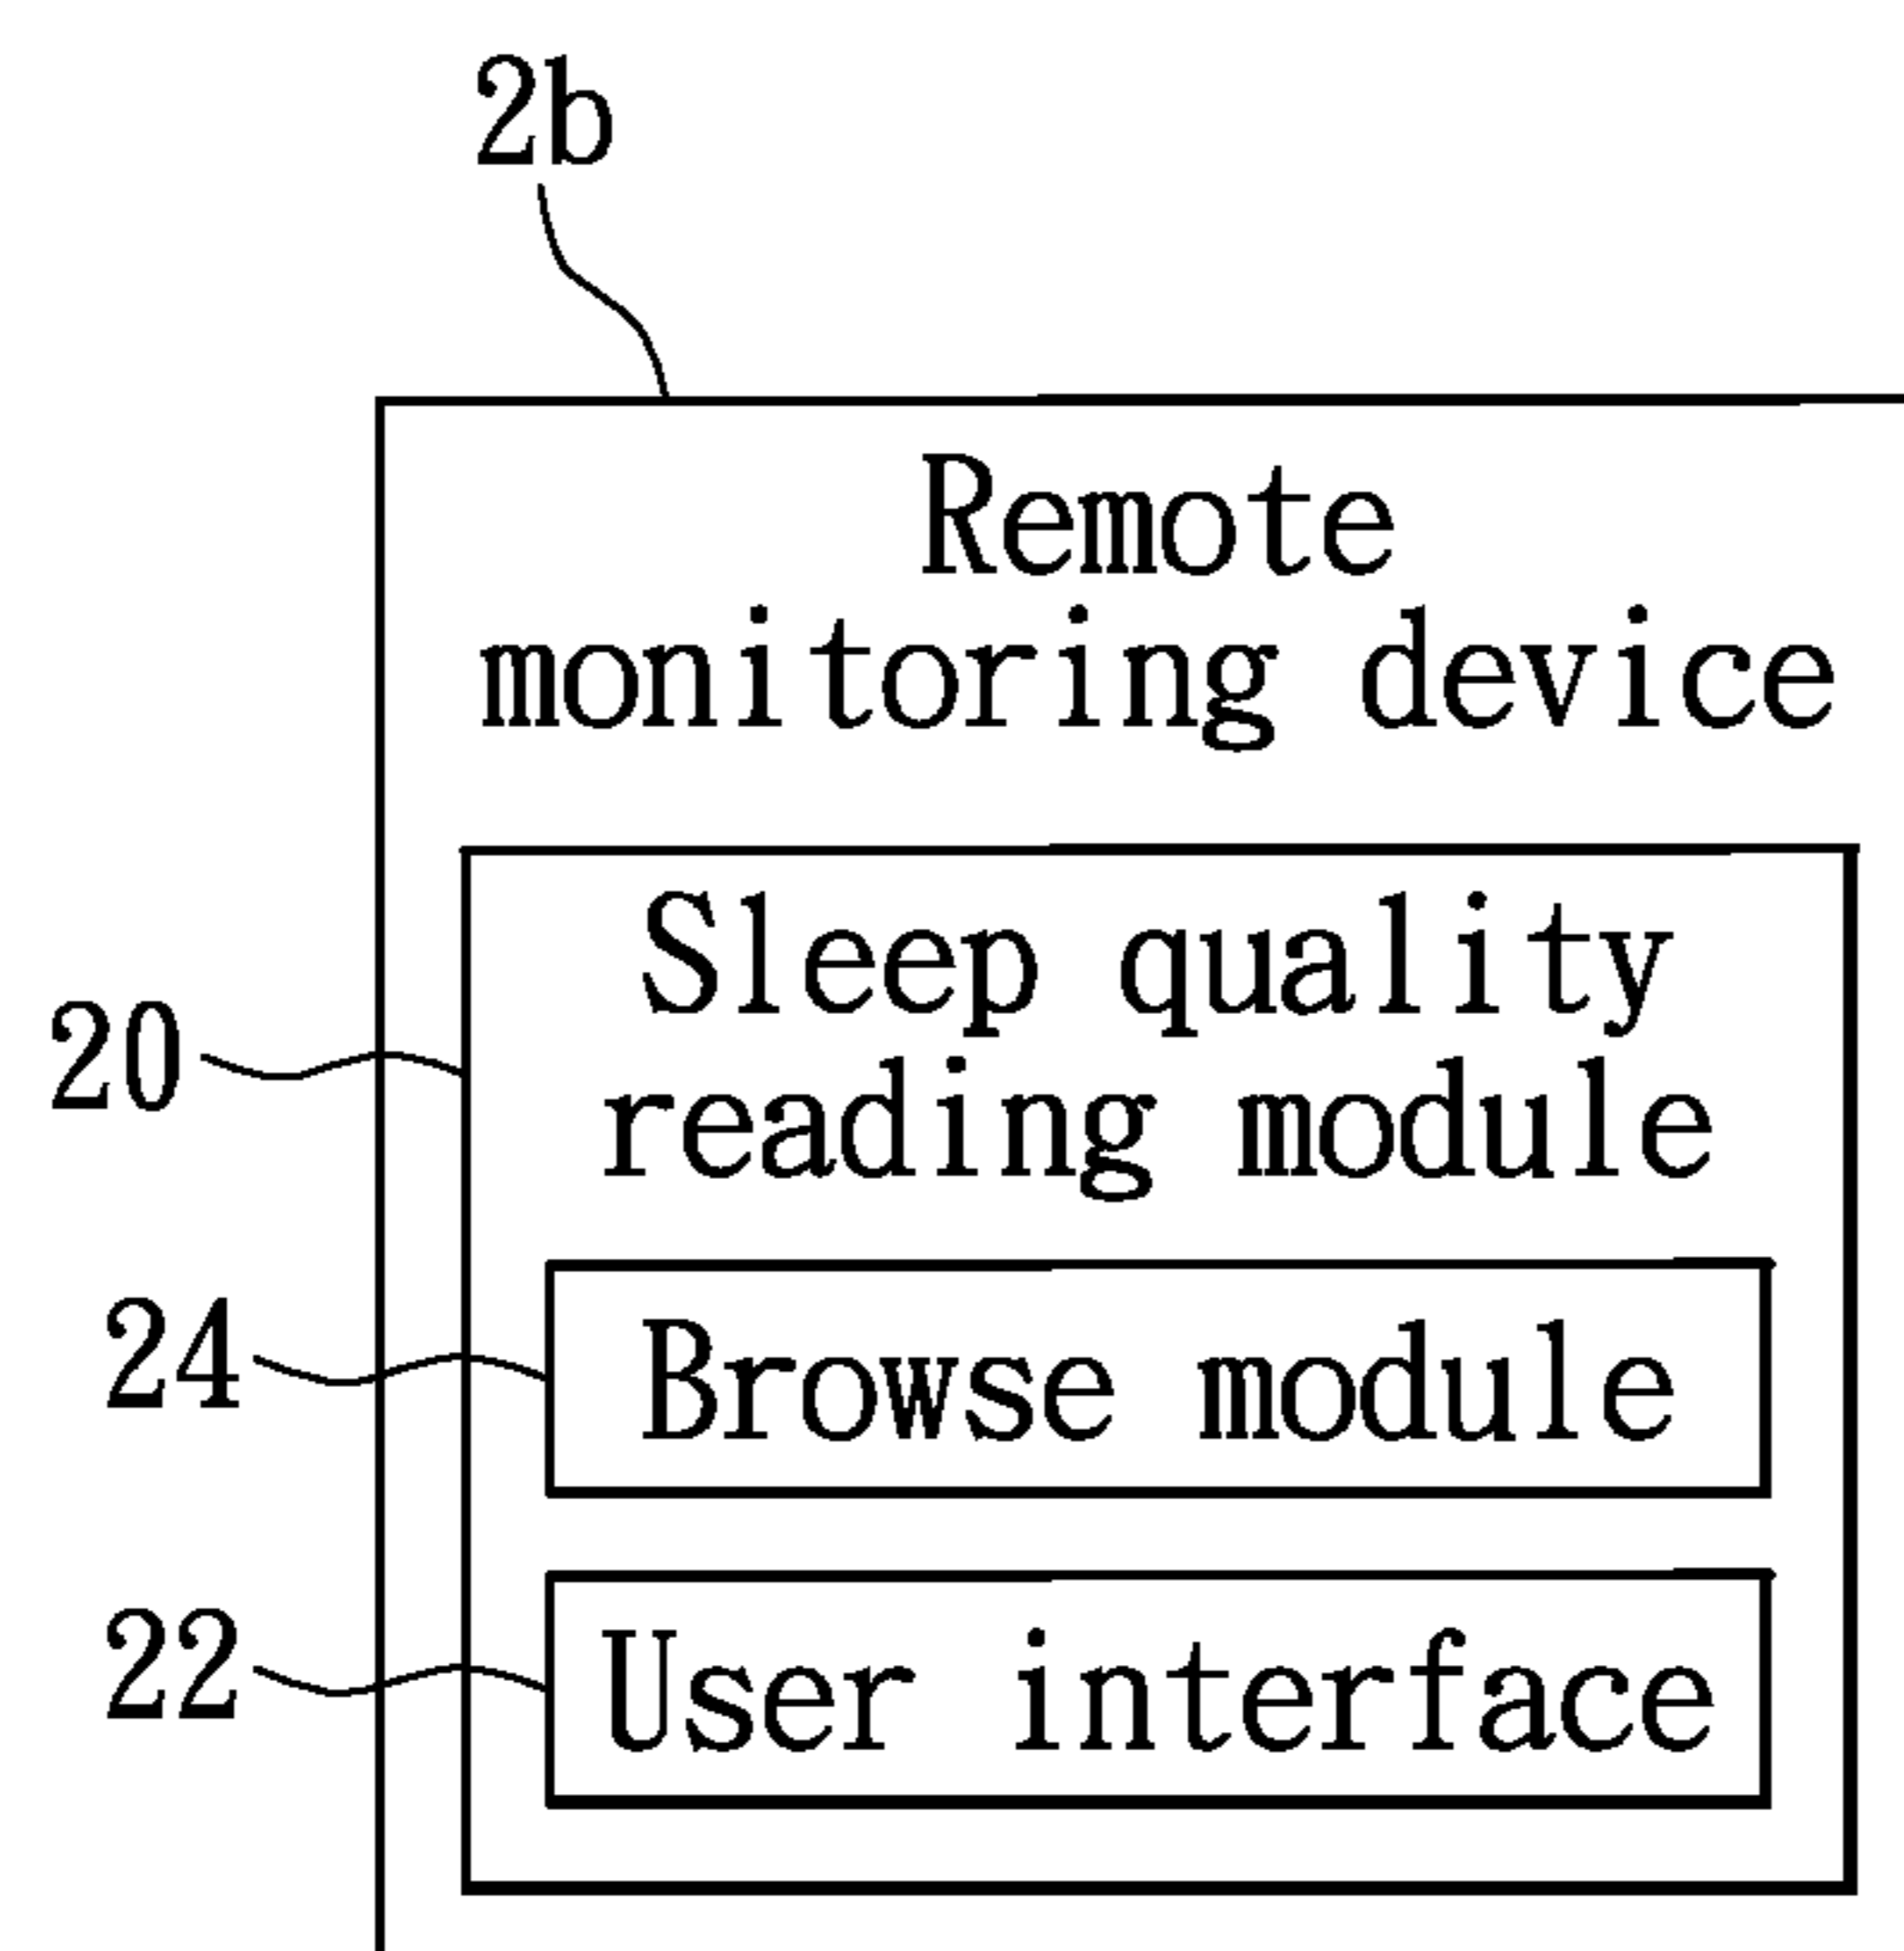 2b
Remote
monitoring device
Sleep quality
20
reading module
24
Browse module
22
User interface